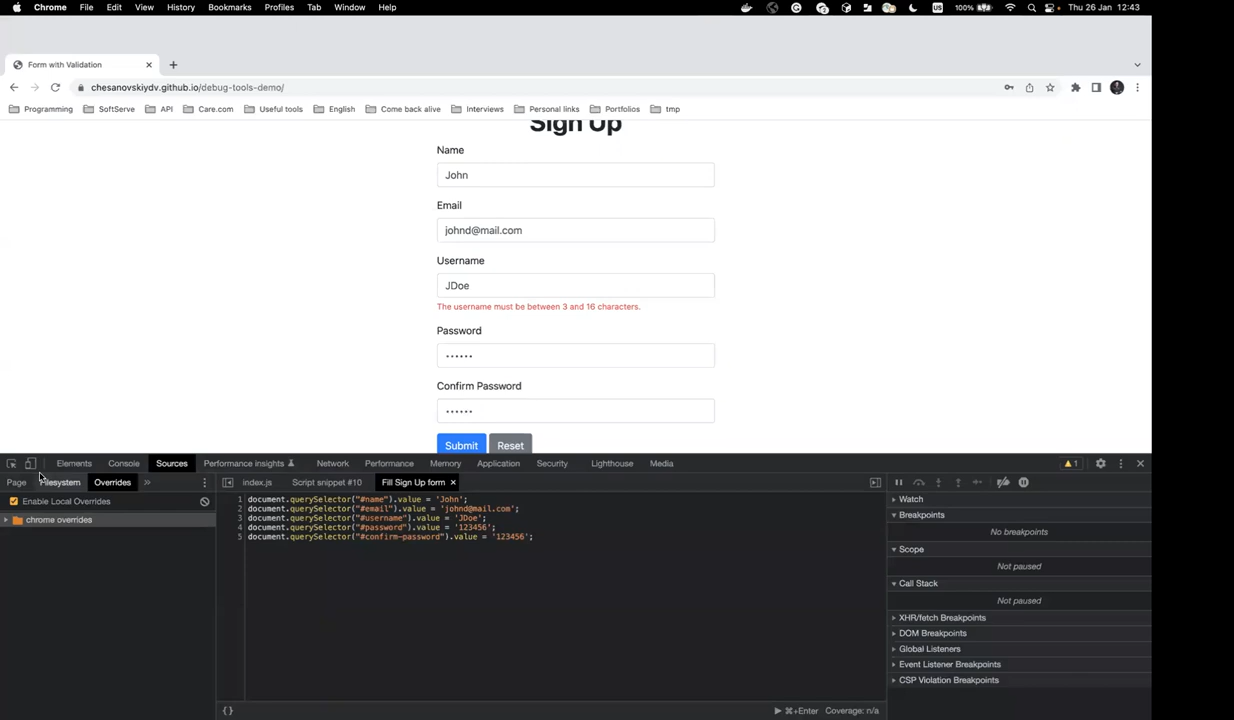 Chrome File Edit View History Bookmarks Profiles Tab Window Help US 100% Thu 26 Jan 12:43
Form with Validation
chesanovskiydv.github.io/debug-tools-demo/
Programming SoftServe API Care.com Useful tools English Come back alive Interviews Personal links Portfolios tmp
Sign Up
Name
John
Email
johnd@mail.com
Username
JDoe
The username must be between 3 and 16 characters.
Password
••••••
Confirm Password
••••••
Submit Reset
Elements Console Sources Performance insights Network Performance Memory Application Security Lighthouse Media 1
Page Filesystem Overrides » index.js Script snippet #10 Fill Sign Up form
Enable Local Overrides
chrome overrides
1 document.querySelector("#name").value = 'John';
2 document.querySelector("#email").value = 'johnd@mail.com';
3 document.querySelector("#username").value = 'JDoe';
4 document.querySelector("#password").value = '123456';
5 document.querySelector("#confirm-password").value = '123456';
Watch
Breakpoints
No breakpoints
Scope
Not paused
Call Stack
Not paused
XHR/fetch Breakpoints
DOM Breakpoints
Global Listeners
Event Listener Breakpoints
CSP Violation Breakpoints
{} ⌘+Enter Coverage: n/a